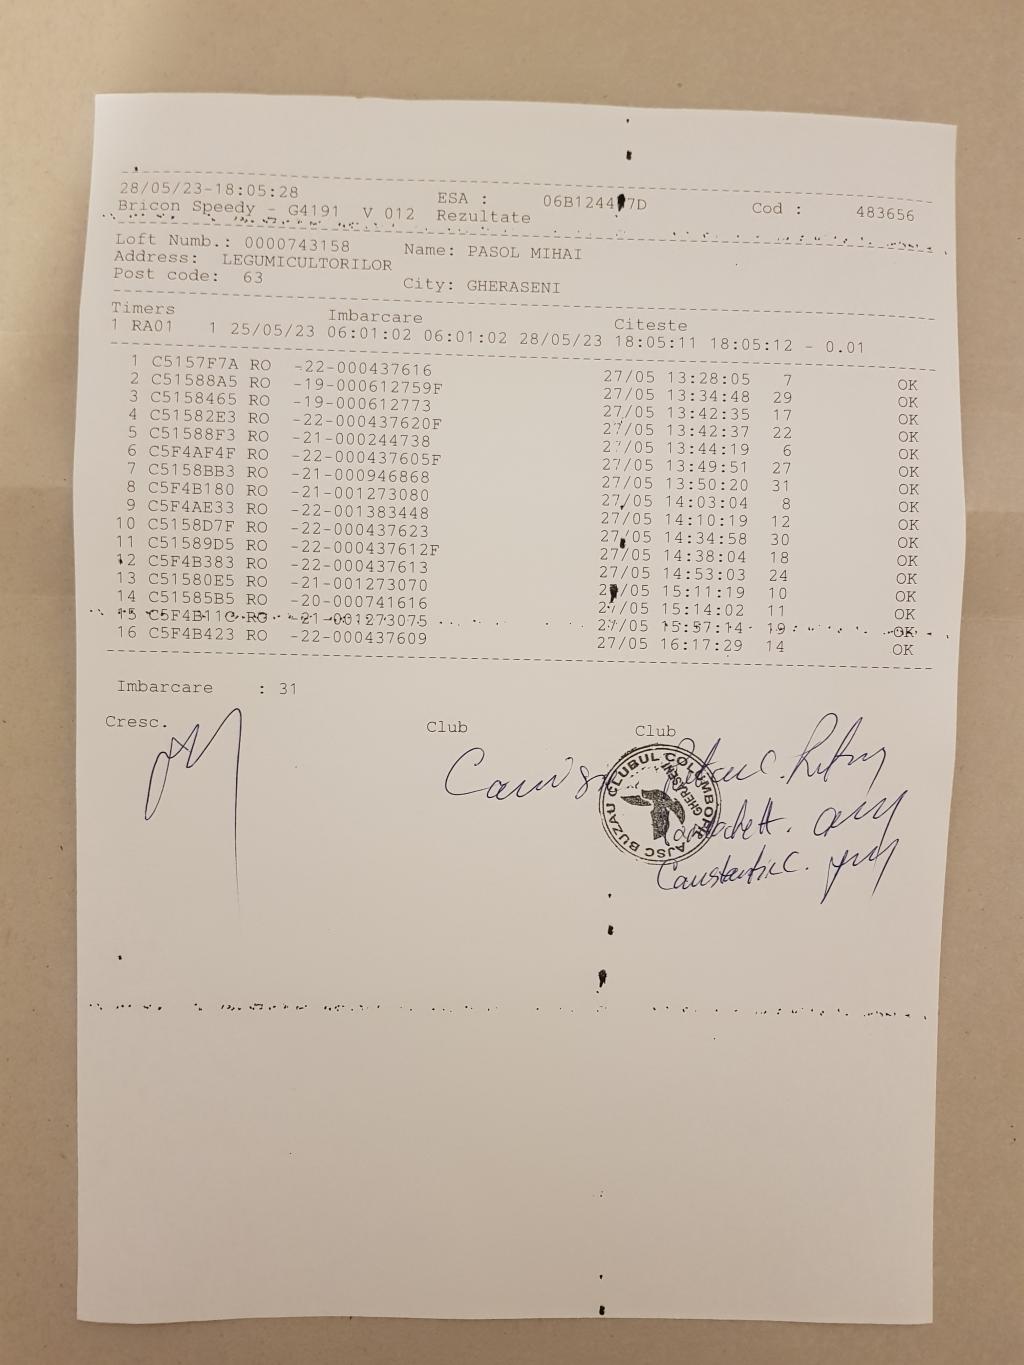 28/05/23-18:05:28 ESA : Cod : 483656
Bricon Speedy - G4191 V 012 Rezultate
Loft Numb.: 0000743158 Name: PASOL MIHAI
Address: LEGUMICULTORILOR
Post code: 63 City: GHERASENI
Timers Imbarcare Citeste
1 RA01 1 25/05/23 06:01:02 06:01:02 28/05/23 18:05:11 18:05:12 - 0.01
1 C5157F7A RO -22-000437616 27/05 13:28:05 7 OK
2 C51588A5 RO -19-000612759F 27/05 13:34:48 29 OK
3 C5158465 RO -19-000612773 27/05 13:42:35 17 OK
4 C51582E3 RO -22-000437620F 27/05 13:42:37 22 OK
5 C51588F3 RO -21-000244738 27/05 13:44:19 6 OK
6 C5F4AF4F RO -22-000437605F 27/05 13:49:51 27 OK
7 C5158BB3 RO -21-000946868 27/05 13:50:20 31 OK
8 C5F4B180 RO -21-001273080 27/05 14:03:04 8 OK
9 C5F4AE33 RO -22-001383448 27/05 14:10:19 12 OK
10 C5158D7F RO -22-000437623 27/05 14:34:58 30 OK
11 C51589D5 RO -22-000437612F 27/05 14:38:04 18 OK
12 C5F4B383 RO -22-000437613 27/05 14:53:03 24 OK
13 C51580E5 RO -21-001273070 27/05 15:11:19 10 OK
14 C51585B5 RO -20-000741616 27/05 15:14:02 11 OK
15 C5F4B11C RO -21-001273075 27/05 15:57:14 19 OK
16 C5F4B423 RO -22-000437609 27/05 16:17:29 14 OK
Imbarcare : 31
Cresc. Club Club
AJSC BUZAU CLUBUL COLUMBOFIL
GHERASENI